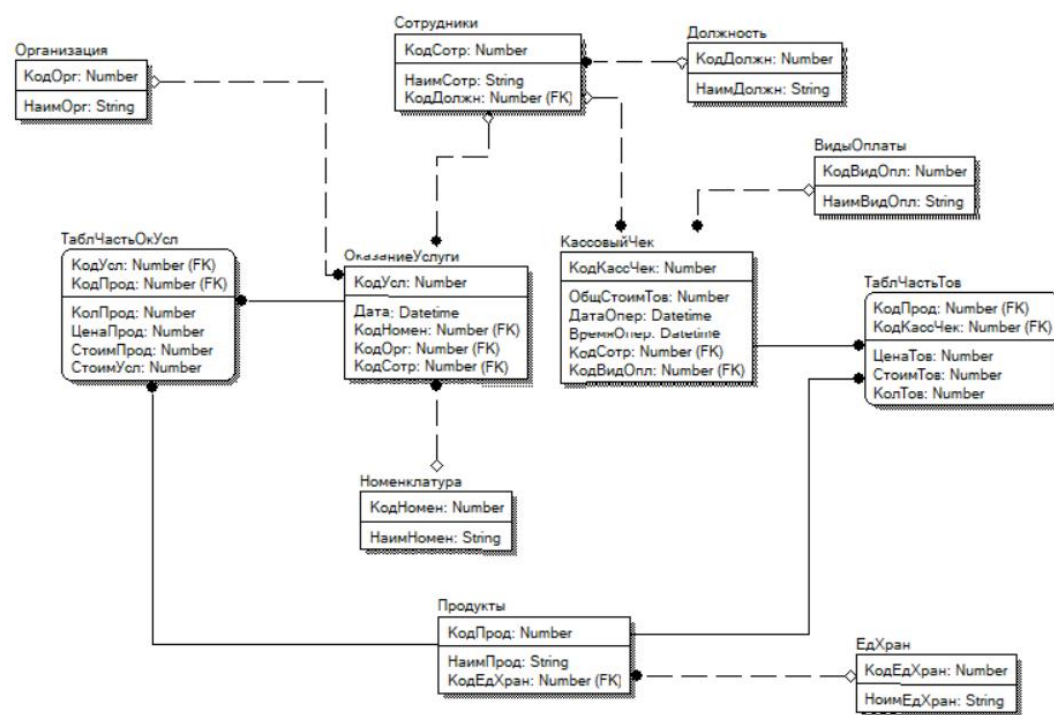 Организация
КодОрг: Number
НаимОрг: String
Сотрудники
КодСотр: Number
НаимСотр: String
КодДолжн: Number (FK)
Должность
КодДолжн: Number
НаимДолжн: String
ВидыОплаты
КодВидОпл: Number
НаимВидОпл: String
ТаблЧастьОкУсл
КодУсл: Number (FK)
КодПрод: Number (FK)
КолПрод: Number
ЦенаПрод: Number
СтоимПрод: Number
СтоимУсл: Number
ОказаниеУслуги
КодУсл: Number
Дата: Datetime
КодНомен: Number (FK)
КодОрг: Number (FK)
КодСотр: Number (FK)
КассовыйЧек
КодКассЧек: Number
ОбщСтоимТов: Number
ДатаОпер: Datetime
ВремяОпер: Datetime
КодСотр: Number (FK)
КодВидОпл: Number (FK)
ТаблЧастьТов
КодПрод: Number (FK)
КодКассЧек: Number (FK)
ЦенаТов: Number
СтоимТов: Number
КолТов: Number
Номенклатура
КодНомен: Number
НаимНомен: String
Продукты
КодПрод: Number
НаимПрод: String
КодЕдХран: Number (FK)
ЕдХран
КодЕдХран: Number
НоимЕдХран: String